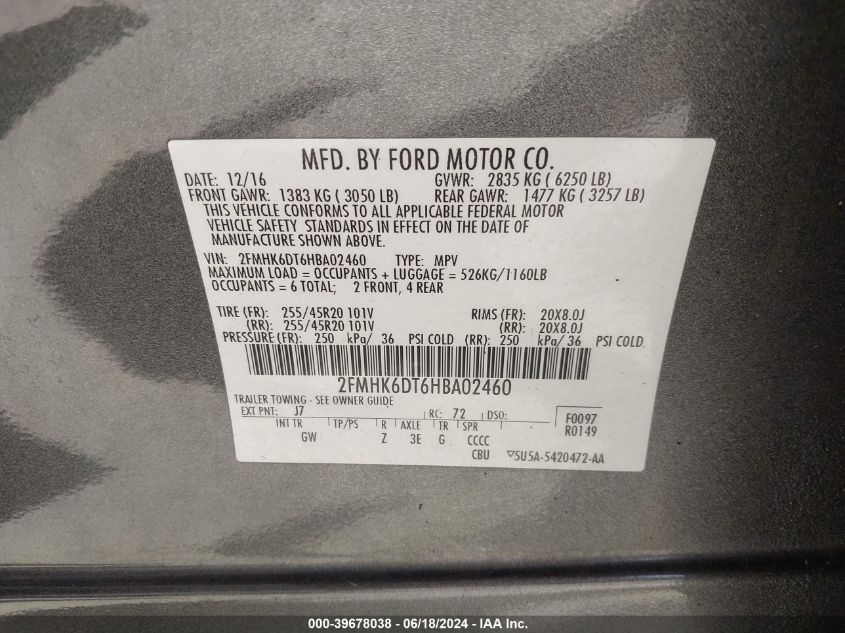 MFD. BY FORD MOTOR CO.
DATE: 12/16 GVWR: 2835 KG ( 6250 LB)
FRONT GAWR: 1383 KG ( 3050 LB) REAR GAWR: 1477 KG ( 3257 LB)
THIS VEHICLE CONFORMS TO ALL APPLICABLE FEDERAL MOTOR
VEHICLE SAFETY STANDARDS IN EFFECT ON THE DATE OF
MANUFACTURE SHOWN ABOVE.
VIN: 2FMHK6DT6HBA02460 TYPE: MPV
MAXIMUM LOAD = OCCUPANTS + LUGGAGE = 526KG/1160LB
OCCUPANTS = 6 TOTAL; 2 FRONT, 4 REAR
TIRE (FR): 255/45R20 101V RIMS (FR): 20X8.0J
(RR): 255/45R20 101V (RR): 20X8.0J
PRESSURE (FR): 250 kPa/ 36 PSI COLD (RR): 250 kPa/ 36 PSI COLD
2FMHK6DT6HBA02460
TRAILER TOWING - SEE OWNER GUIDE
EXT PNT: J7 RC: 72 DSO: F0097
INT TR TP/PS R AXLE TR SPR R0149
GW Z 3E G CCCC
CBU ▽5U5A-5420472-AA
000-39678038 - 06/18/2024 - IAA Inc.